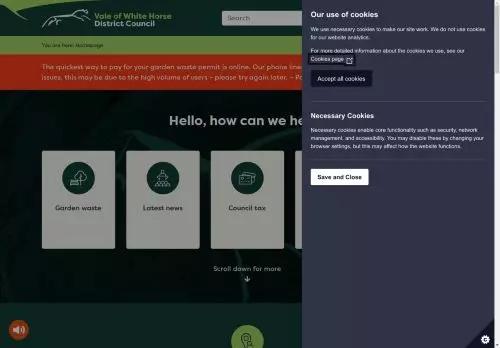 Vale of White Horse
District Council
Search
You are here: Homepage
The quickest way to pay for your garden waste permit is online. Our phone line
issues, this may be due to the high volume of users – please try again later. – Po
Hello, how can we he
Garden waste
Latest news
Council tax
Scroll down for more
Our use of cookies
We use necessary cookies to make our site work. We do not use cookies
for our website analytics.
For more detailed information about the cookies we use, see our
Cookies page
Accept all cookies
Necessary Cookies
Necessary cookies enable core functionality such as security, network
management, and accessibility. You may disable these by changing your
browser settings, but this may affect how the website functions.
Save and Close